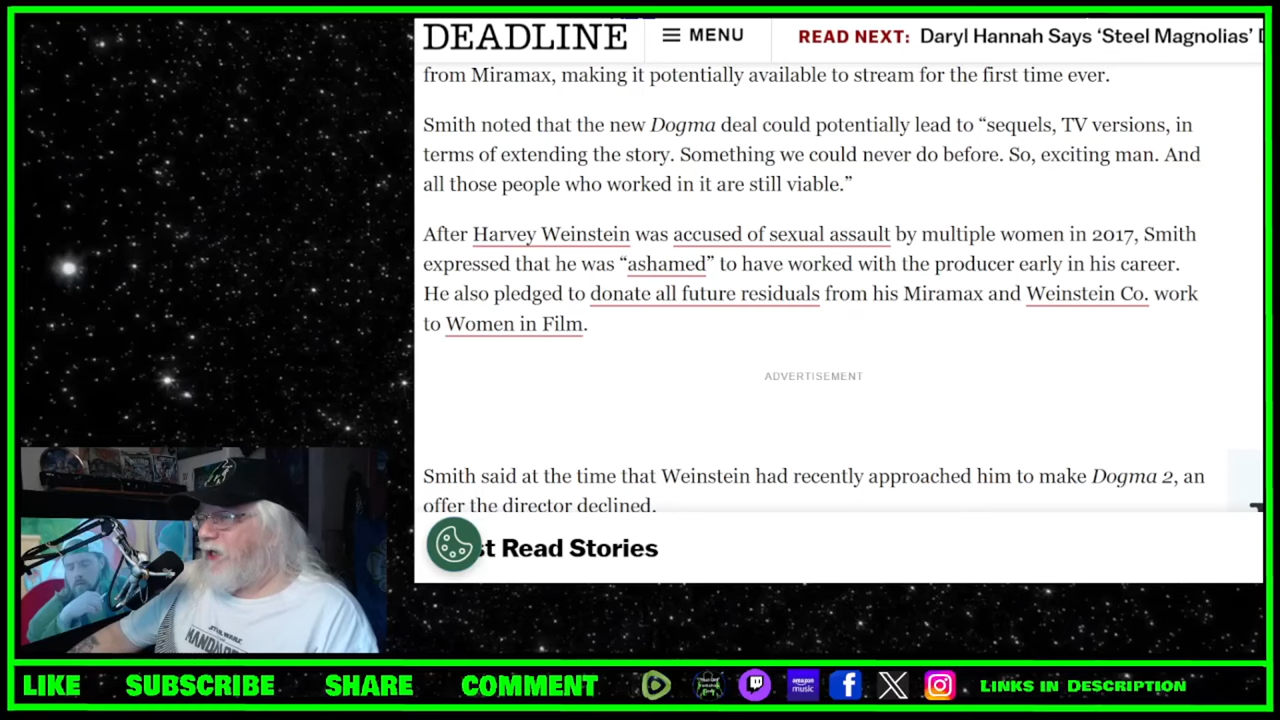 DEADLINE
MENU
READ NEXT: Daryl Hannah Says ‘Steel Magnolias’
from Miramax, making it potentially available to stream for the first time ever.
Smith noted that the new Dogma deal could potentially lead to “sequels, TV versions, in
terms of extending the story. Something we could never do before. So, exciting man. And
all those people who worked in it are still viable.”
After Harvey Weinstein was accused of sexual assault by multiple women in 2017, Smith
expressed that he was “ashamed” to have worked with the producer early in his career.
He also pledged to donate all future residuals from his Miramax and Weinstein Co. work
to Women in Film.
ADVERTISEMENT
Smith said at the time that Weinstein had recently approached him to make Dogma 2, an
offer the director declined.
st Read Stories
STAR WARS
LIKE SUBSCRIBE SHARE COMMENT
amazon
music
LINKS IN DESCRIPTION